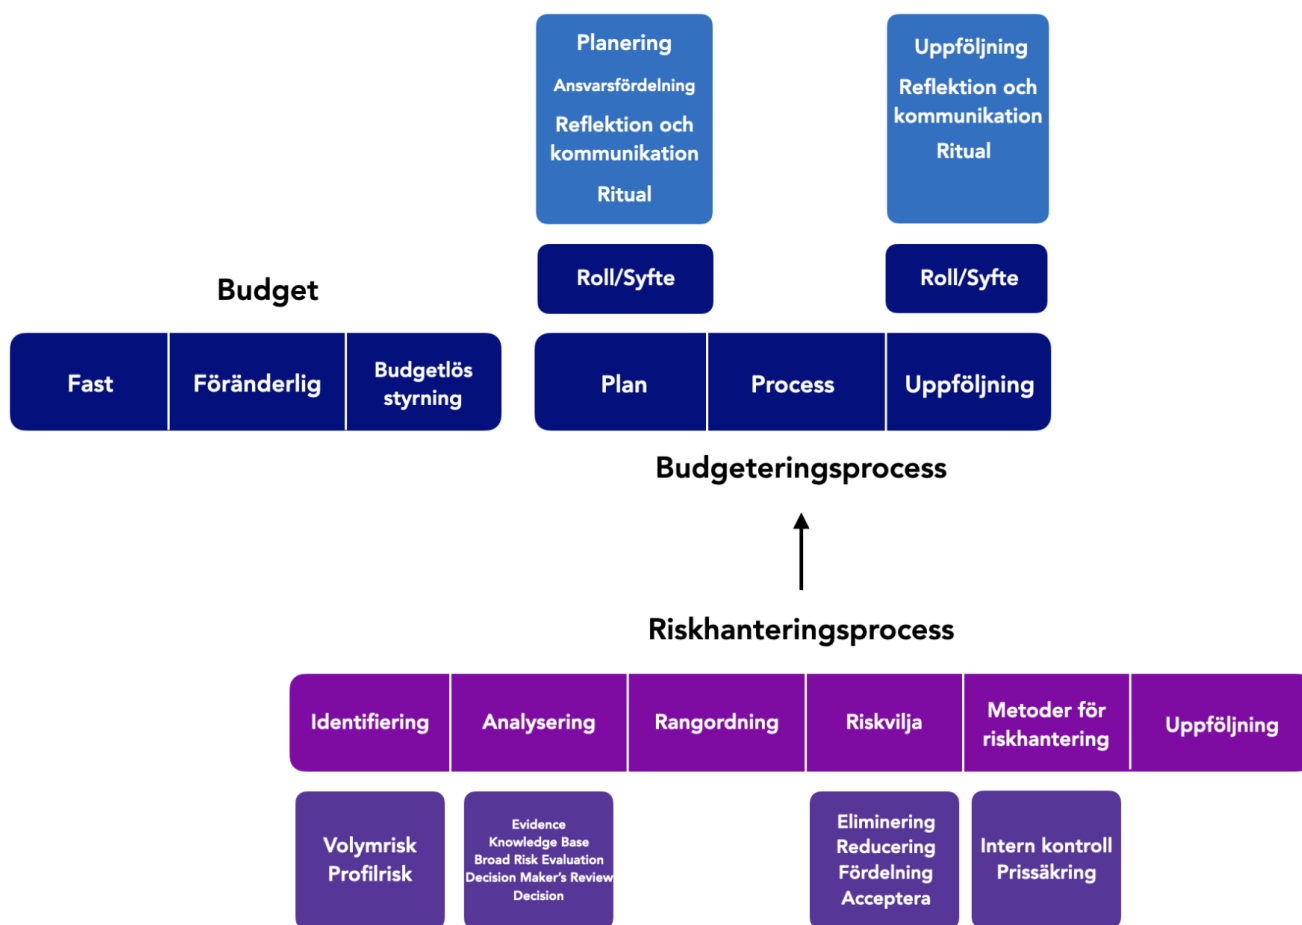 Planering
Ansvarsfördelning
Reflektion och
kommunikation
Ritual
Uppföljning
Reflektion och
kommunikation
Ritual
Roll/Syfte
Roll/Syfte
Budget
Fast
Föränderlig
Budgetlös
styrning
Plan
Process
Uppföljning
Budgeteringsprocess
Riskhanteringsprocess
Identifiering
Analysering
Rangordning
Riskvilja
Metoder för
riskhantering
Uppföljning
Volymrisk
Profilrisk
Evidence
Knowledge Base
Broad Risk Evaluation
Decision Maker's Review
Decision
Eliminering
Reducering
Fördelning
Acceptera
Intern kontroll
Prissäkring